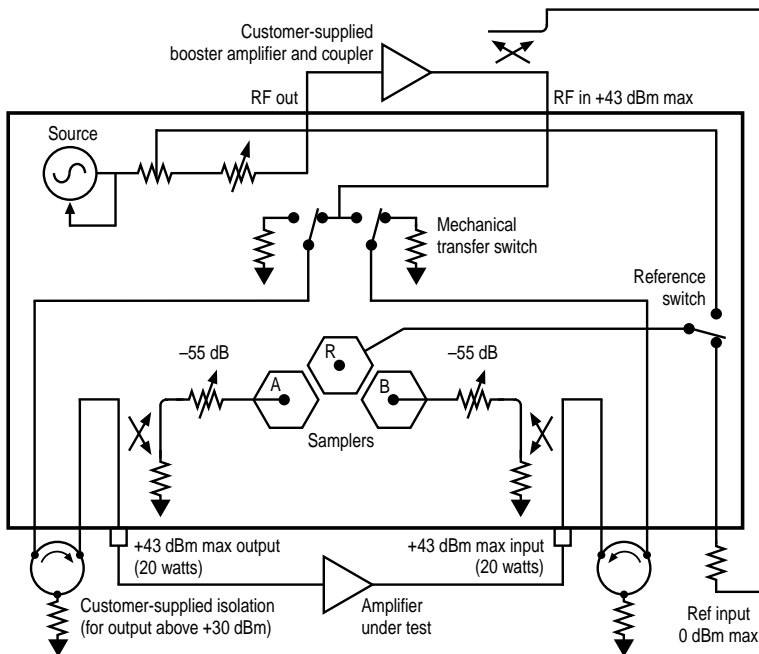 Customer-supplied
booster amplifier and coupler
RF out
RF in +43 dBm max
Source
Mechanical
transfer switch
Reference
switch
–55 dB
R
–55 dB
A
B
Samplers
+43 dBm max output
(20 watts)
+43 dBm max input
(20 watts)
Customer-supplied isolation
(for output above +30 dBm)
Amplifier
under test
Ref input
0 dBm max